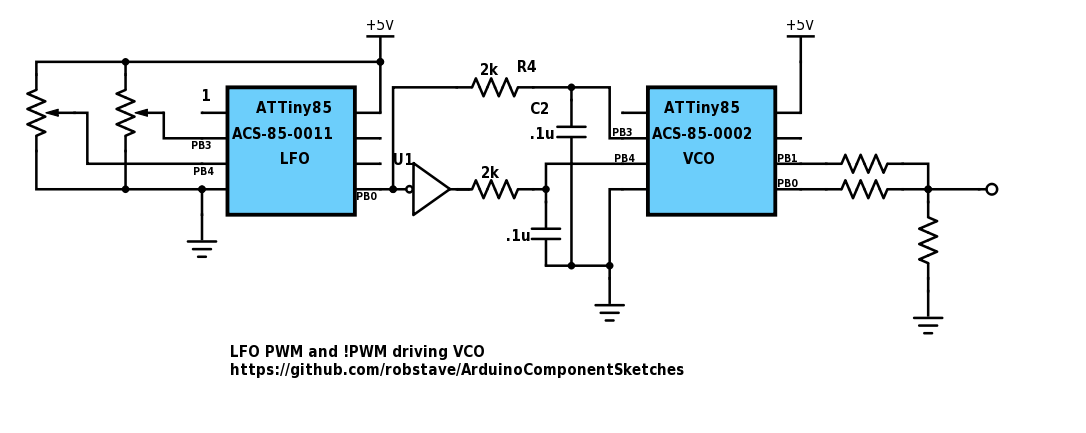 +5V
+5V
2k
R4
1
ATTiny85
C2
ATTiny85
ACS-85-0011
.1u
PB3
ACS-85-0002
PB3
LFO
U1
PB4
VCO
PB1
PB4
2k
PB0
PB0
.1u
LFO PWM and !PWM driving VCO
https://github.com/robstave/ArduinoComponentSketches